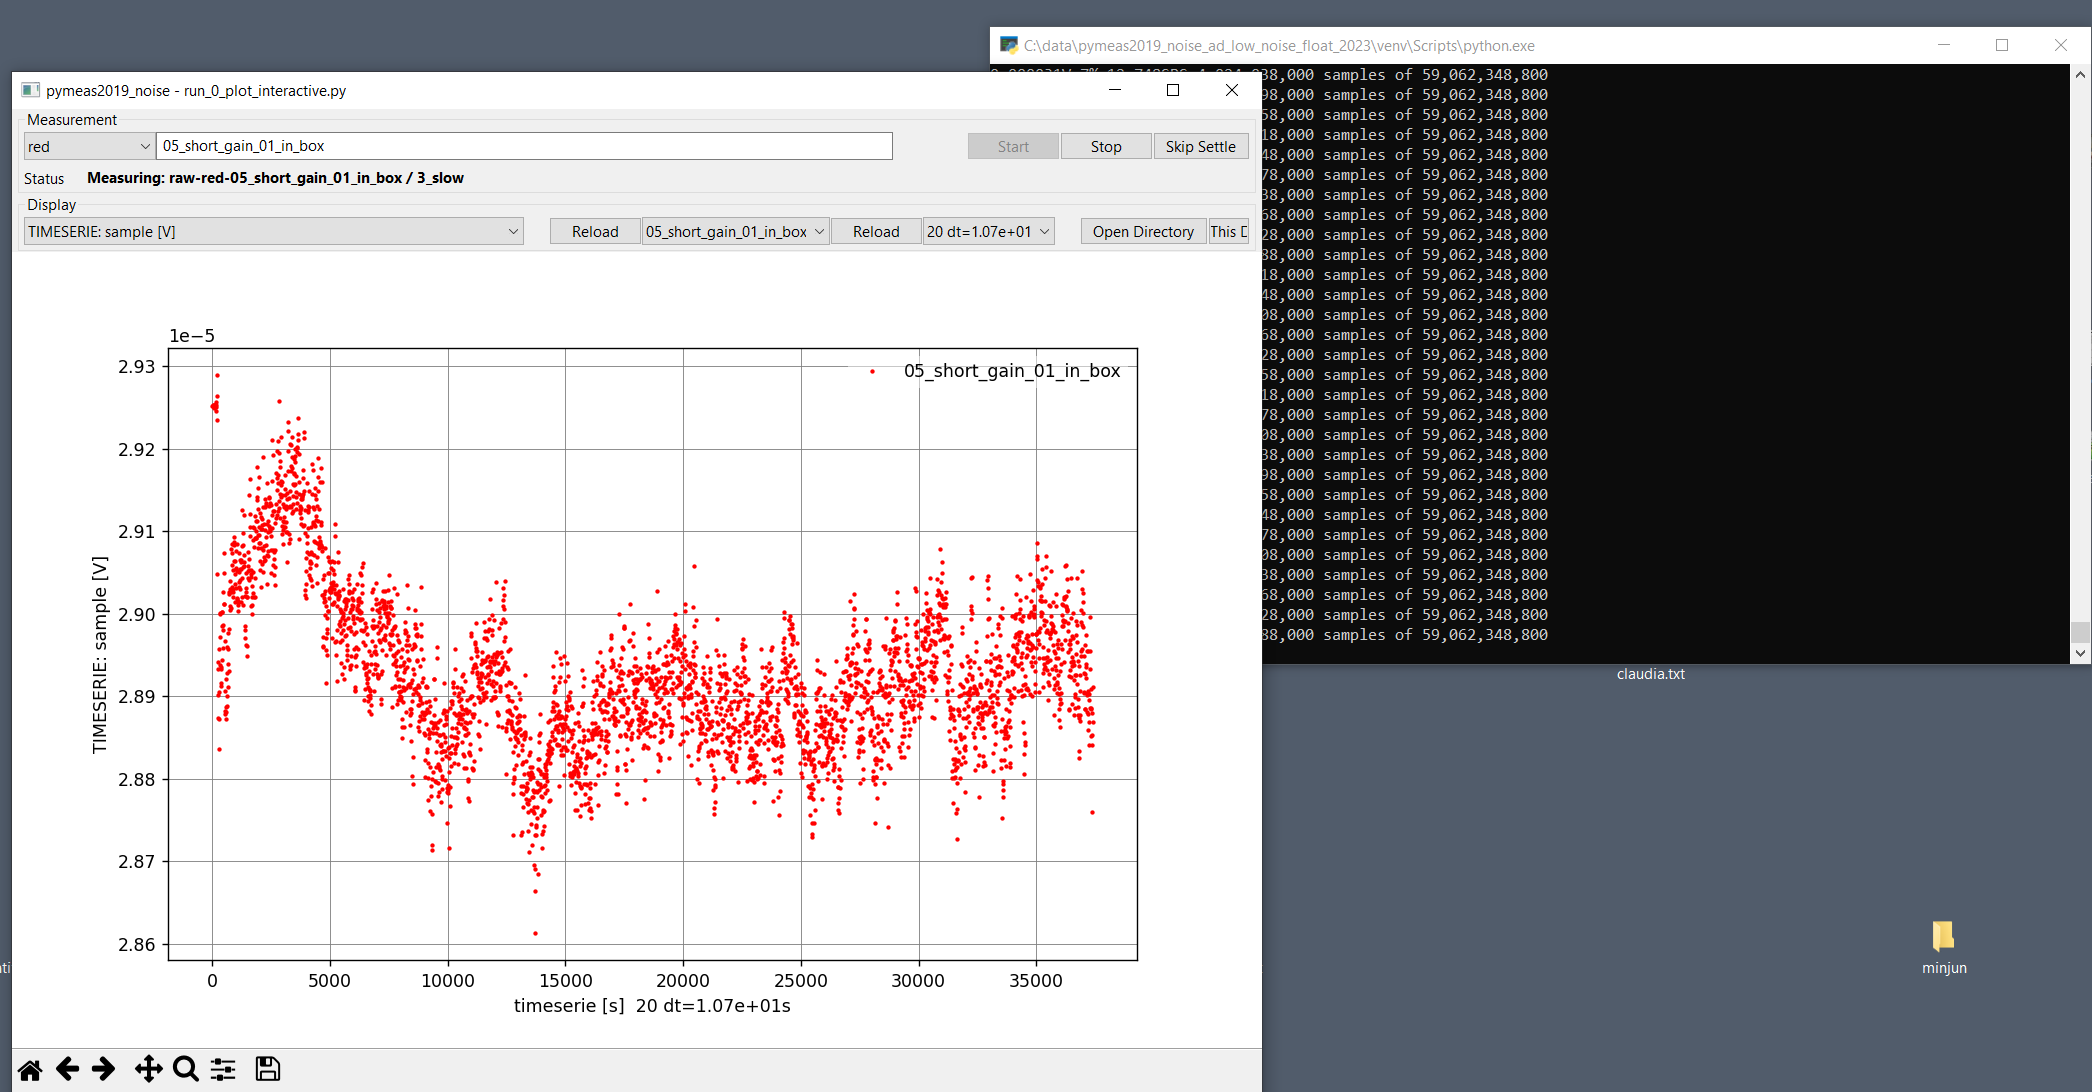 C:\data\pymeas2019_noise_ad_low_noise_float_2023\venv\Scripts\python.exe
38,000 samples of 59,062,348,800
98,000 samples of 59,062,348,800
58,000 samples of 59,062,348,800
18,000 samples of 59,062,348,800
48,000 samples of 59,062,348,800
78,000 samples of 59,062,348,800
38,000 samples of 59,062,348,800
68,000 samples of 59,062,348,800
28,000 samples of 59,062,348,800
88,000 samples of 59,062,348,800
18,000 samples of 59,062,348,800
48,000 samples of 59,062,348,800
08,000 samples of 59,062,348,800
68,000 samples of 59,062,348,800
28,000 samples of 59,062,348,800
58,000 samples of 59,062,348,800
18,000 samples of 59,062,348,800
78,000 samples of 59,062,348,800
08,000 samples of 59,062,348,800
38,000 samples of 59,062,348,800
98,000 samples of 59,062,348,800
58,000 samples of 59,062,348,800
48,000 samples of 59,062,348,800
78,000 samples of 59,062,348,800
08,000 samples of 59,062,348,800
38,000 samples of 59,062,348,800
68,000 samples of 59,062,348,800
28,000 samples of 59,062,348,800
88,000 samples of 59,062,348,800
pymeas2019_noise - run_0_plot_interactive.py
Measurement
red 05_short_gain_01_in_box Start Stop Skip Settle
Status Measuring: raw-red-05_short_gain_01_in_box / 3_slow
Display
TIMESERIE: sample [V] Reload 05_short_gain_01_in_box Reload 20 dt=1.07e+01 Open Directory This D
1e−5
05_short_gain_01_in_box
2.93
2.92
2.91
2.90
2.89
2.88
2.87
2.86
TIMESERIE: sample [V]
0 5000 10000 15000 20000 25000 30000 35000
timeserie [s] 20 dt=1.07e+01s
claudia.txt
minjun